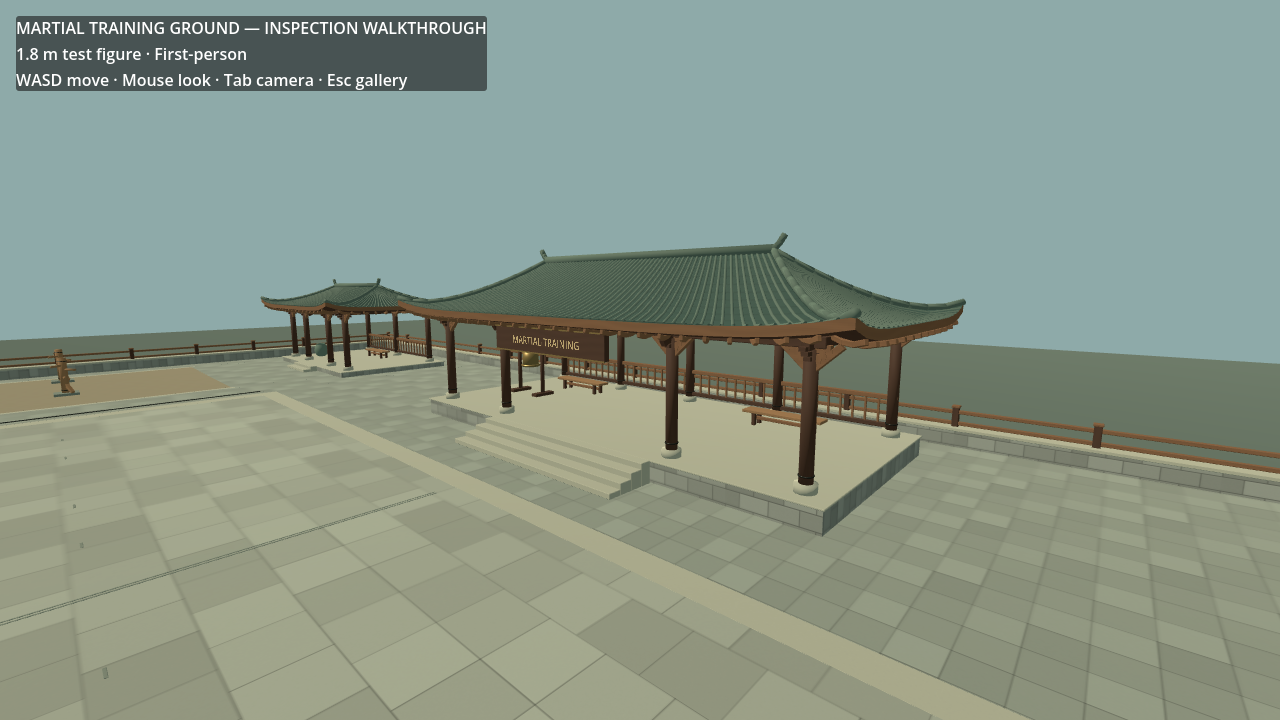 MARTIAL TRAINING GROUND — INSPECTION WALKTHROUGH
1.8 m test figure · First-person
WASD move · Mouse look · Tab camera · Esc gallery
MARTIAL TRAINING